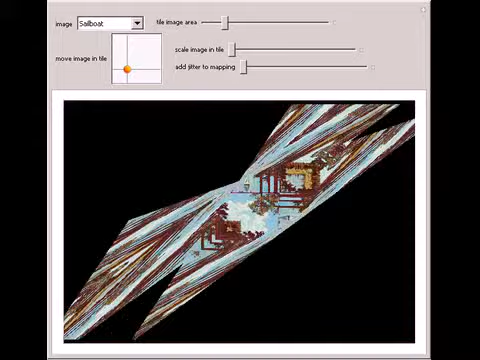 image Sailboat tile image area
move image in tile scale image in tile
add jitter to mapping